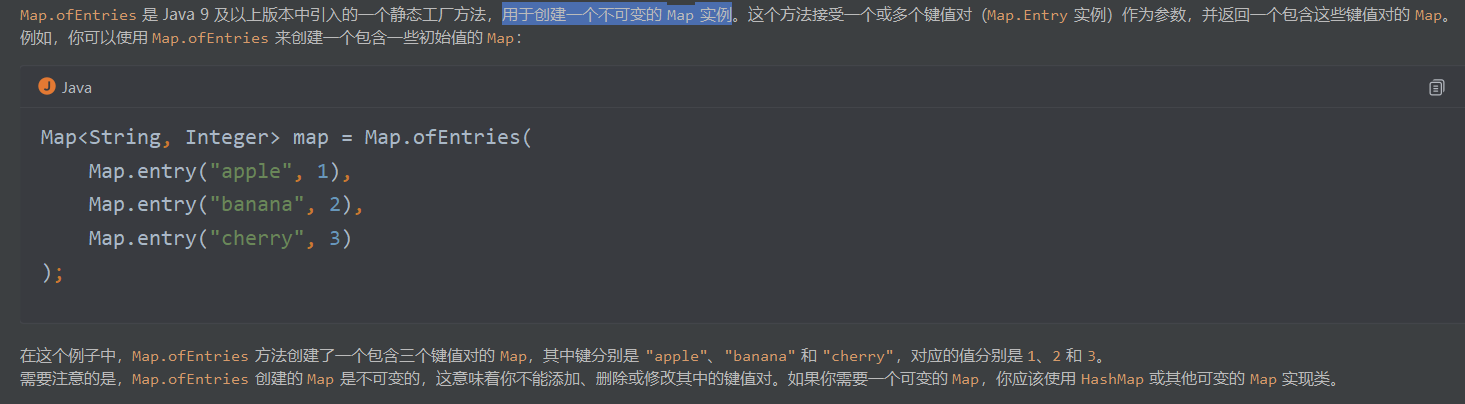 Map.ofEntries 是 Java 9 及以上版本中引入的一个静态工厂方法，用于创建一个不可变的 Map 实例。这个方法接受一个或多个键值对（Map.Entry 实例）作为参数，并返回一个包含这些键值对的 Map。
例如，你可以使用 Map.ofEntries 来创建一个包含一些初始值的 Map：
J Java
Map<String, Integer> map = Map.ofEntries(
    Map.entry("apple", 1),
    Map.entry("banana", 2),
    Map.entry("cherry", 3)
);
在这个例子中，Map.ofEntries 方法创建了一个包含三个键值对的 Map，其中键分别是 "apple"、"banana" 和 "cherry"，对应的值分别是 1、2 和 3。
需要注意的是，Map.ofEntries 创建的 Map 是不可变的，这意味着你不能添加、删除或修改其中的键值对。如果你需要一个可变的 Map，你应该使用 HashMap 或其他可变的 Map 实现类。